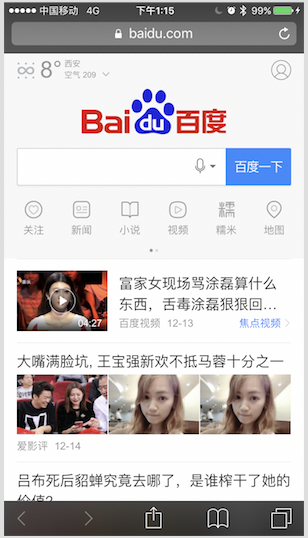 中国移动 4G 下午1:15 99%
baidu.com
8° 西安
空气 209
Bai du 百度
百度一下
关注 新闻 小说 视频 糯 糯米 地图
富家女现场骂涂磊算什
么东西，舌毒涂磊狠狠回...
04:27
百度视频 12-13 焦点视频
大嘴满脸坑, 王宝强新欢不抵马蓉十分之一
爱影评 12-14
吕布死后貂蝉究竟去哪了，是谁榨干了她的
价值?